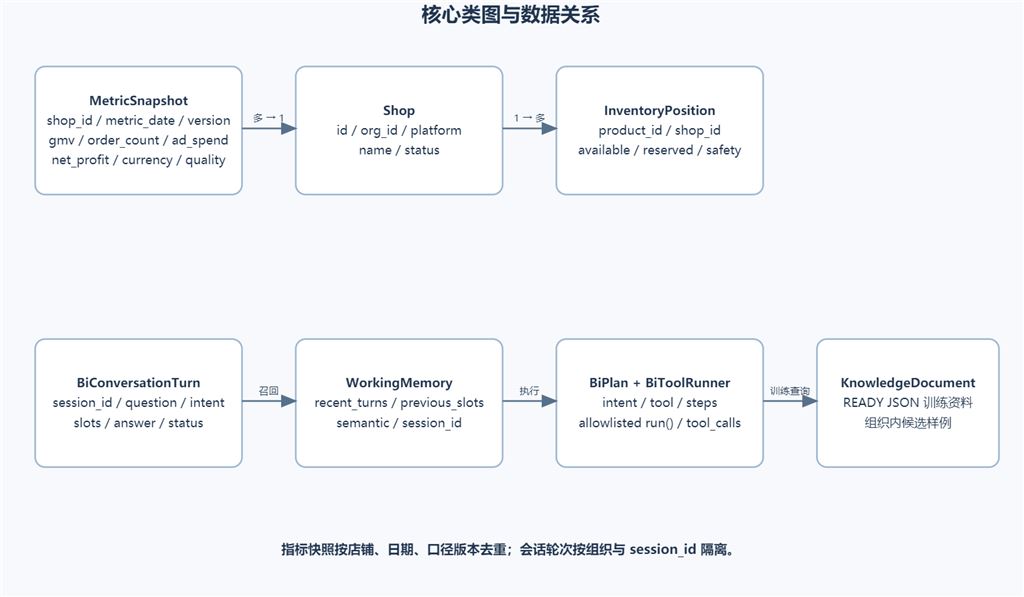 核心类图与数据关系
MetricSnapshot
shop_id / metric_date / version
gmv / order_count / ad_spend
net_profit / currency / quality
多 → 1
Shop
id / org_id / platform
name / status
1 → 多
InventoryPosition
product_id / shop_id
available / reserved / safety
BiConversationTurn
session_id / question / intent
slots / answer / status
召回
WorkingMemory
recent_turns / previous_slots
semantic / session_id
执行
BiPlan + BiToolRunner
intent / tool / steps
allowlisted run() / tool_calls
训练查询
KnowledgeDocument
READY JSON 训练资料
组织内候选样例
指标快照按店铺、日期、口径版本去重；会话轮次按组织与 session_id 隔离。